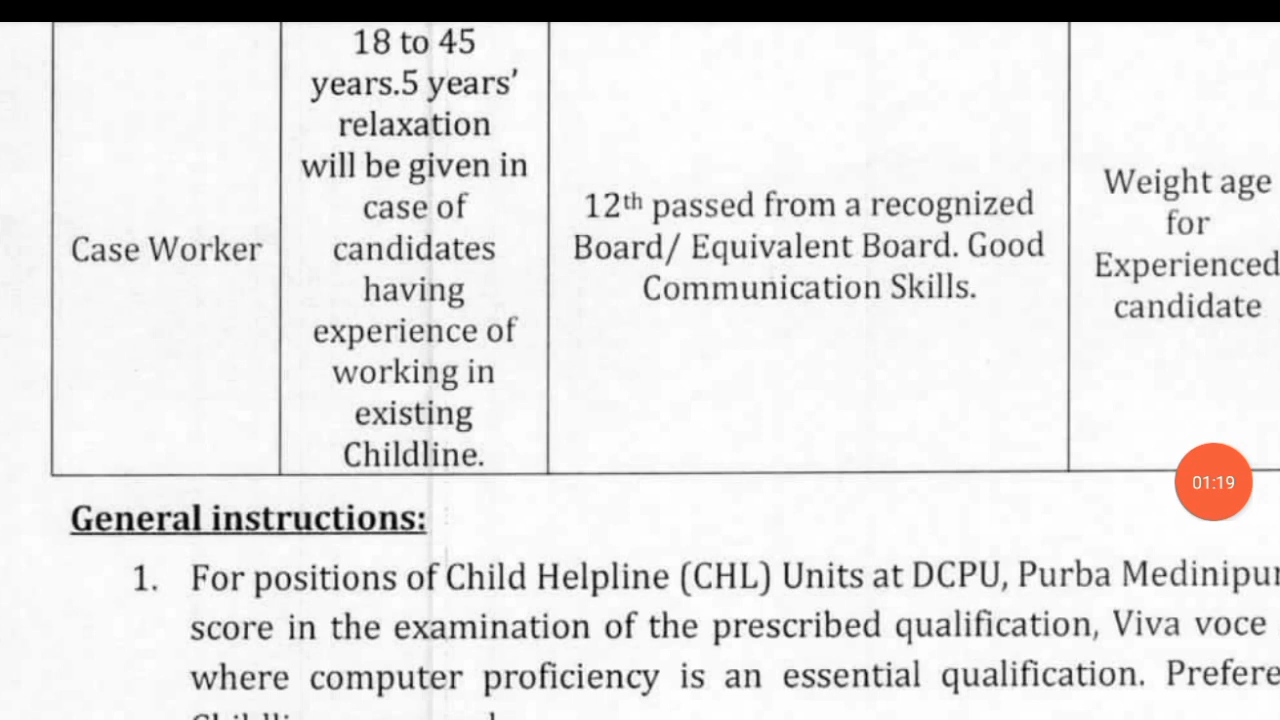 Case Worker
18 to 45
years.5 years’
relaxation
will be given in
case of
candidates
having
experience of
working in
existing
Childline.
12th passed from a recognized
Board/ Equivalent Board. Good
Communication Skills.
Weight age
for
Experienced
candidate
General instructions:
1. For positions of Child Helpline (CHL) Units at DCPU, Purba Medinipur
score in the examination of the prescribed qualification, Viva voce
where computer proficiency is an essential qualification. Prefere
01:19